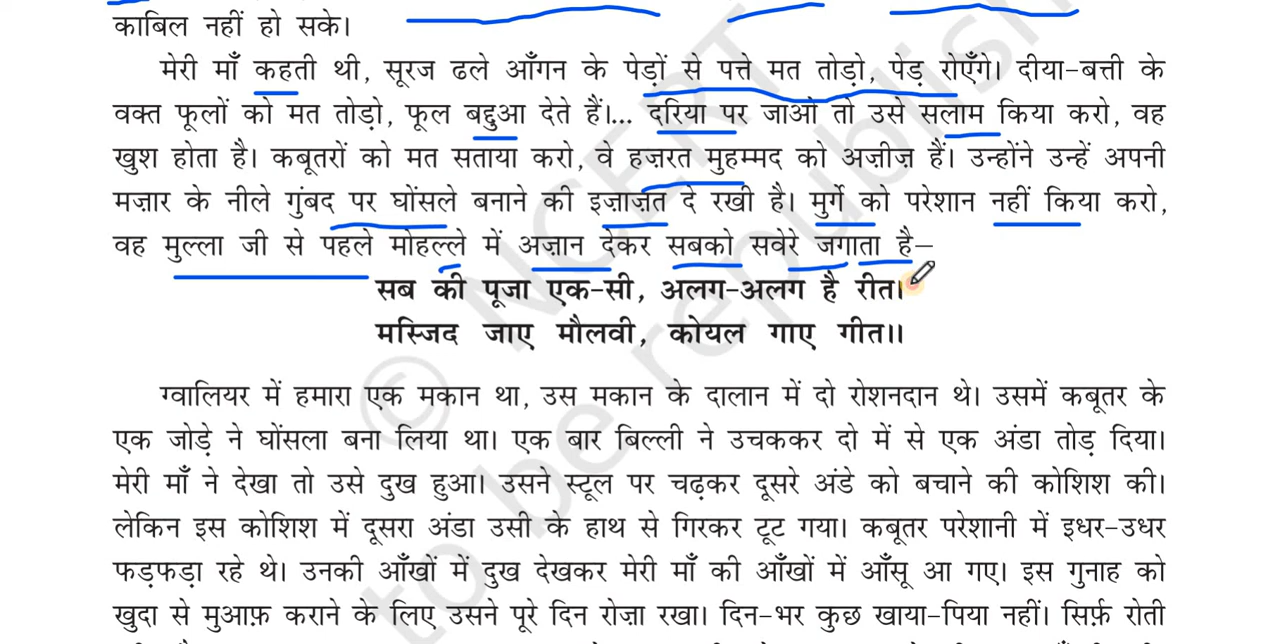 काबिल नहीं हो सके।
मेरी माँ कहती थी, सूरज ढले आँगन के पेड़ों से पत्ते मत तोड़ो, पेड़ रोएँगे। दीया-बत्ती के
वक्त फूलों को मत तोड़ो, फूल बद्दुआ देते हैं।... दरिया पर जाओ तो उसे सलाम किया करो, वह
खुश होता है। कबूतरों को मत सताया करो, वे हज़रत मुहम्मद को अज़ीज़ हैं। उन्होंने उन्हें अपनी
मज़ार के नीले गुंबद पर घोंसले बनाने की इजाज़त दे रखी है। मुर्गे को परेशान नहीं किया करो,
वह मुल्ला जी से पहले मोहल्ले में अज़ान देकर सबको सवेरे जगाता है–
सब की पूजा एक-सी, अलग-अलग है रीत।
मस्जिद जाए मौलवी, कोयल गाए गीत॥
ग्वालियर में हमारा एक मकान था, उस मकान के दालान में दो रोशनदान थे। उसमें कबूतर के
एक जोड़े ने घोंसला बना लिया था। एक बार बिल्ली ने उचककर दो में से एक अंडा तोड़ दिया।
मेरी माँ ने देखा तो उसे दुख हुआ। उसने स्टूल पर चढ़कर दूसरे अंडे को बचाने की कोशिश की।
लेकिन इस कोशिश में दूसरा अंडा उसी के हाथ से गिरकर टूट गया। कबूतर परेशानी में इधर-उधर
फड़फड़ा रहे थे। उनकी आँखों में दुख देखकर मेरी माँ की आँखों में आँसू आ गए। इस गुनाह को
खुदा से मुआफ़ कराने के लिए उसने पूरे दिन रोज़ा रखा। दिन-भर कुछ खाया-पिया नहीं। सिर्फ़ रोती
© NCERT
to be republish